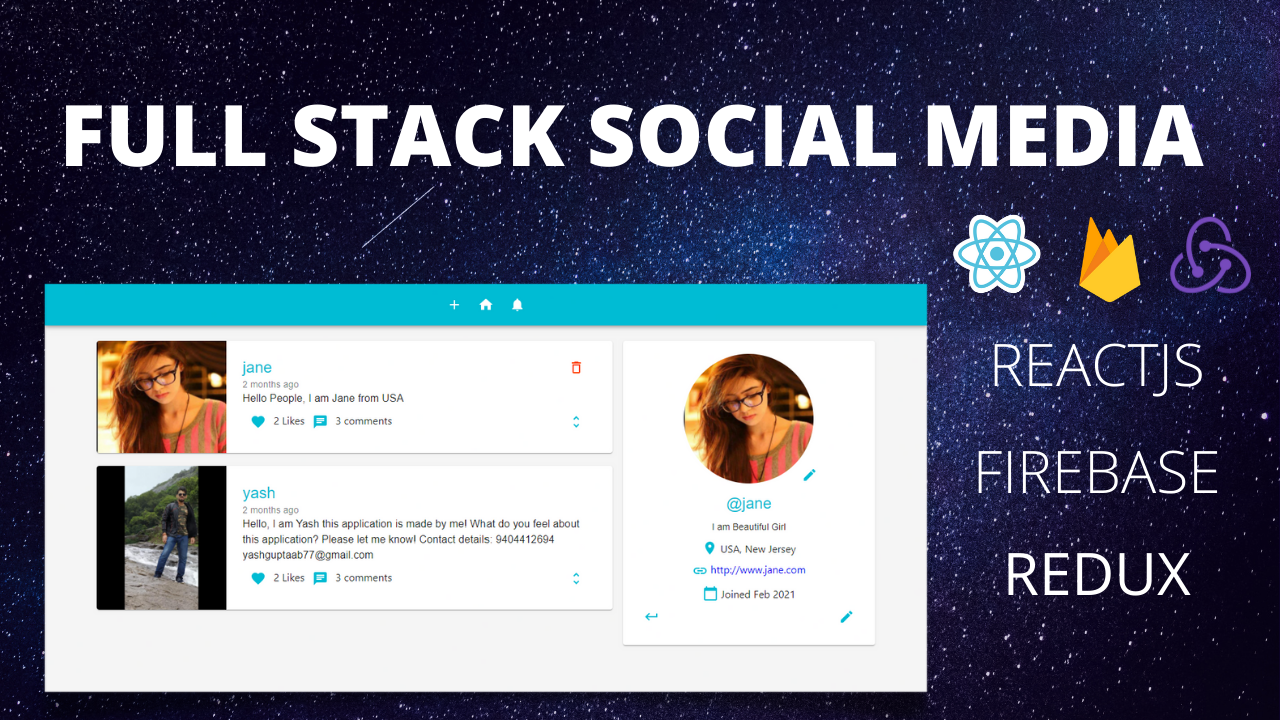 FULL STACK SOCIAL MEDIA
jane
2 months ago
Hello People, I am Jane from USA
2 Likes 3 comments
yash
2 months ago
Hello, I am Yash this application is made by me! What do you feel about
this application? Please let me know! Contact details: 9404412694
yashguptaab77@gmail.com
2 Likes 3 comments
@jane
I am Beautiful Girl
USA, New Jersey
http://www.jane.com
Joined Feb 2021
REACTJS
FIREBASE
REDUX